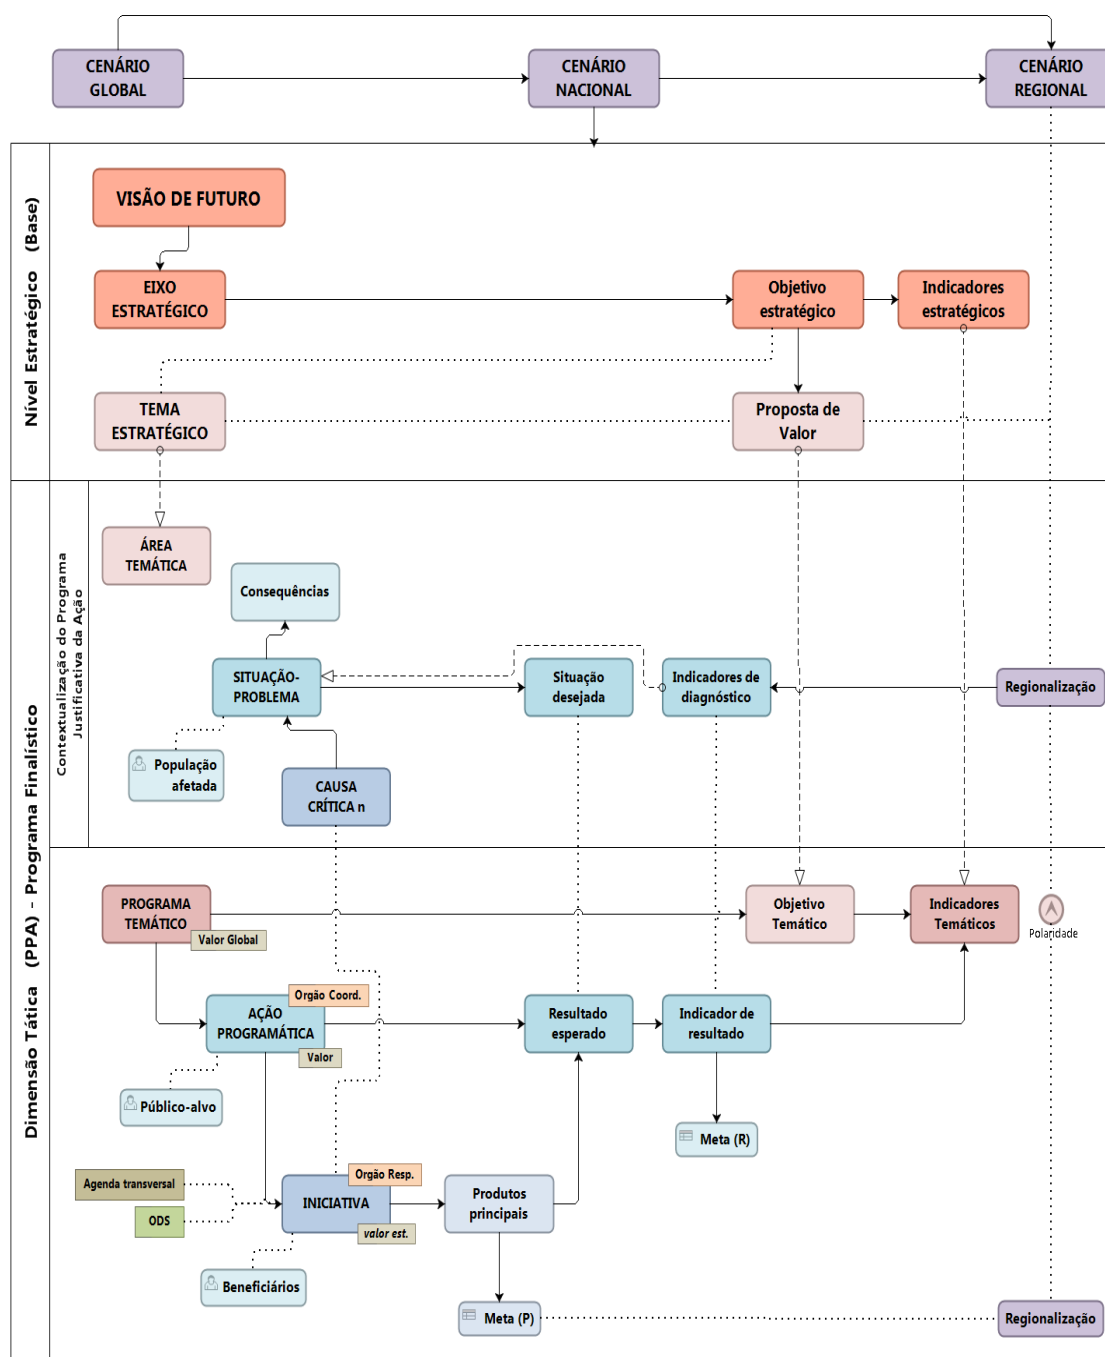 CENÁRIO
GLOBAL
CENÁRIO
NACIONAL
CENÁRIO
REGIONAL
Nível Estratégico (Base)
VISÃO DE FUTURO
EIXO
ESTRATÉGICO
Objetivo
estratégico
Indicadores
estratégicos
TEMA
ESTRATÉGICO
Proposta de
Valor
Dimensão Tática (PPA) - Programa Finalístico
Contextualização do Programa
Justificativa da Ação
ÁREA
TEMÁTICA
Consequências
SITUAÇÃO-
PROBLEMA
Situação
desejada
Indicadores de
diagnóstico
Regionalização
População
afetada
CAUSA
CRÍTICA n
PROGRAMA
TEMÁTICO
Valor Global
Objetivo
Temático
Indicadores
Temáticos
Polaridade
Orgão Coord.
AÇÃO
PROGRAMÁTICA
Valor
Resultado
esperado
Indicador de
resultado
Público-alvo
Meta (R)
Agenda transversal
ODS
Orgão Resp.
INICIATIVA
valor est.
Produtos
principais
Beneficiários
Meta (P)
Regionalização